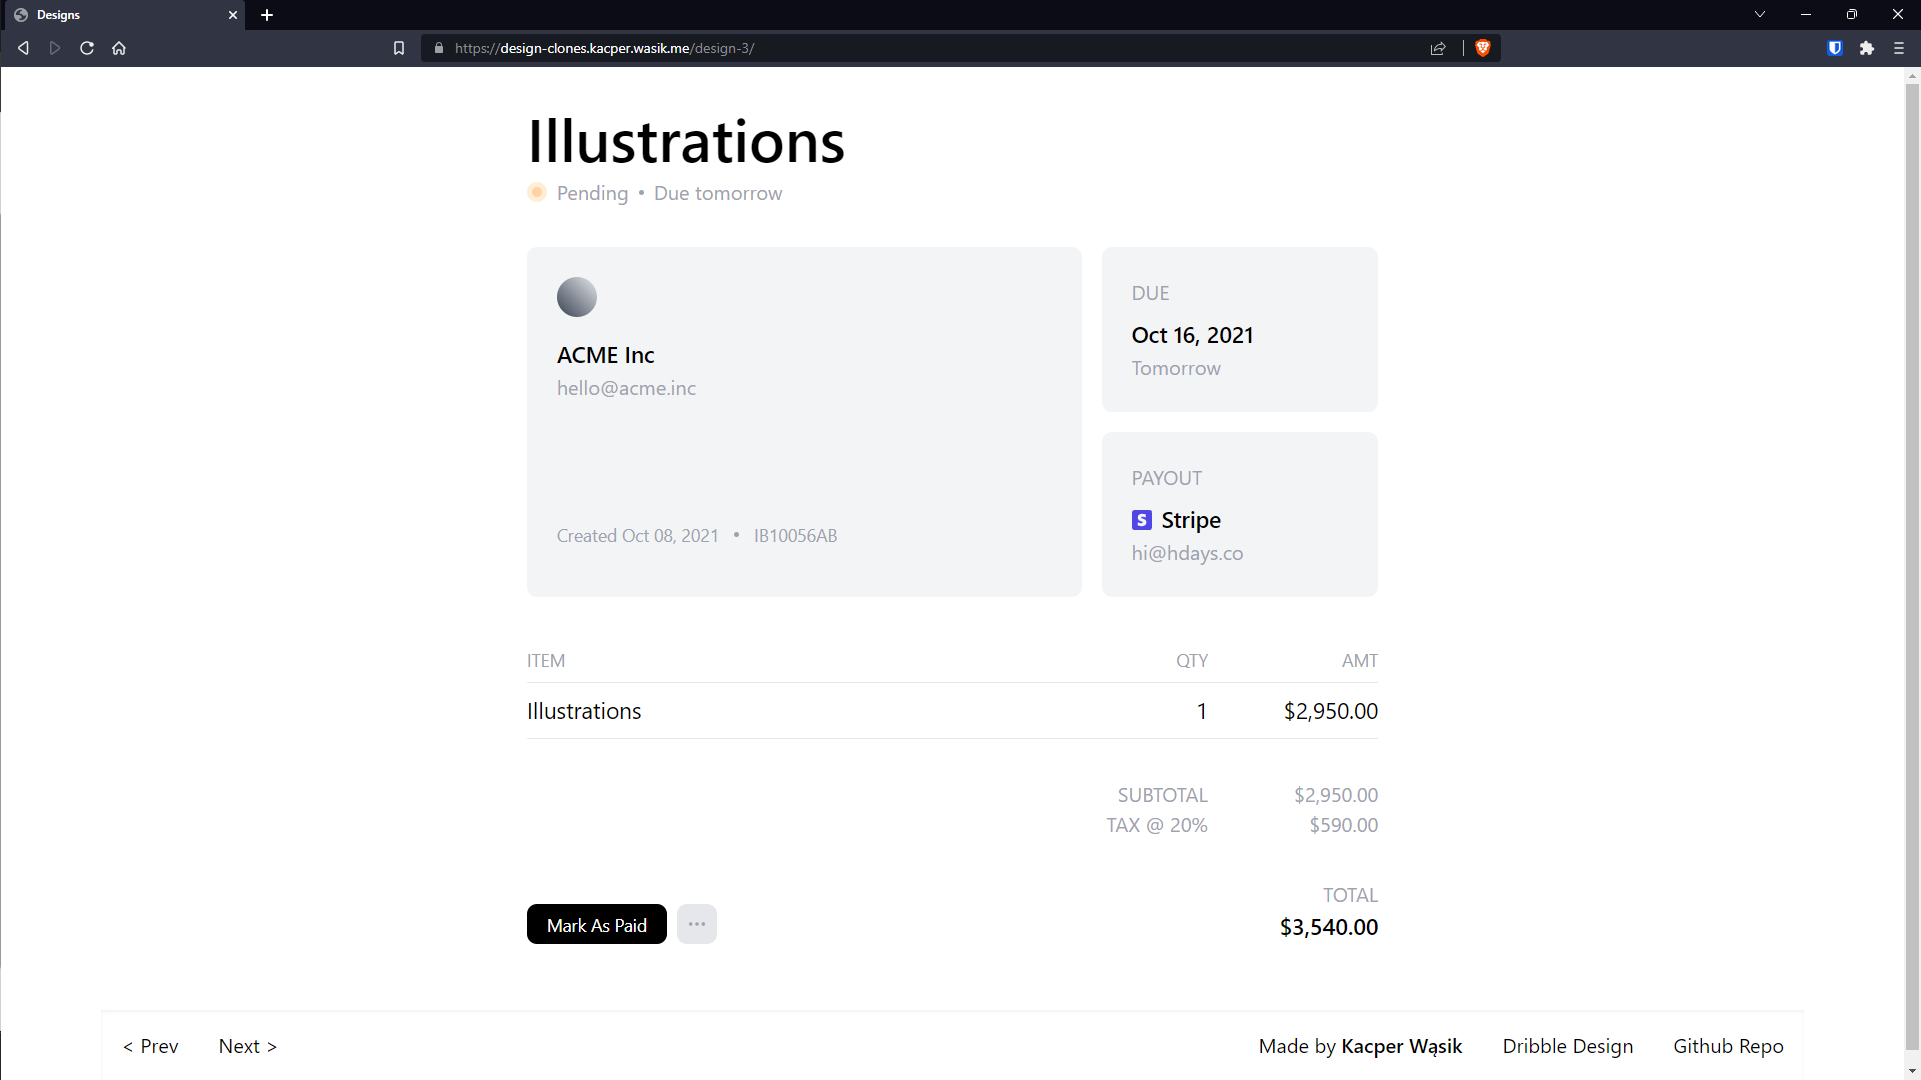 Designs
https://design-clones.kacper.wasik.me/design-3/
Illustrations
Pending • Due tomorrow
ACME Inc
hello@acme.inc
Created Oct 08, 2021 • IB10056AB
DUE
Oct 16, 2021
Tomorrow
PAYOUT
S Stripe
hi@hdays.co
ITEM QTY AMT
Illustrations 1 $2,950.00
SUBTOTAL $2,950.00
TAX @ 20% $590.00
TOTAL
$3,540.00
Mark As Paid ···
< Prev Next > Made by Kacper Wąsik Dribble Design Github Repo